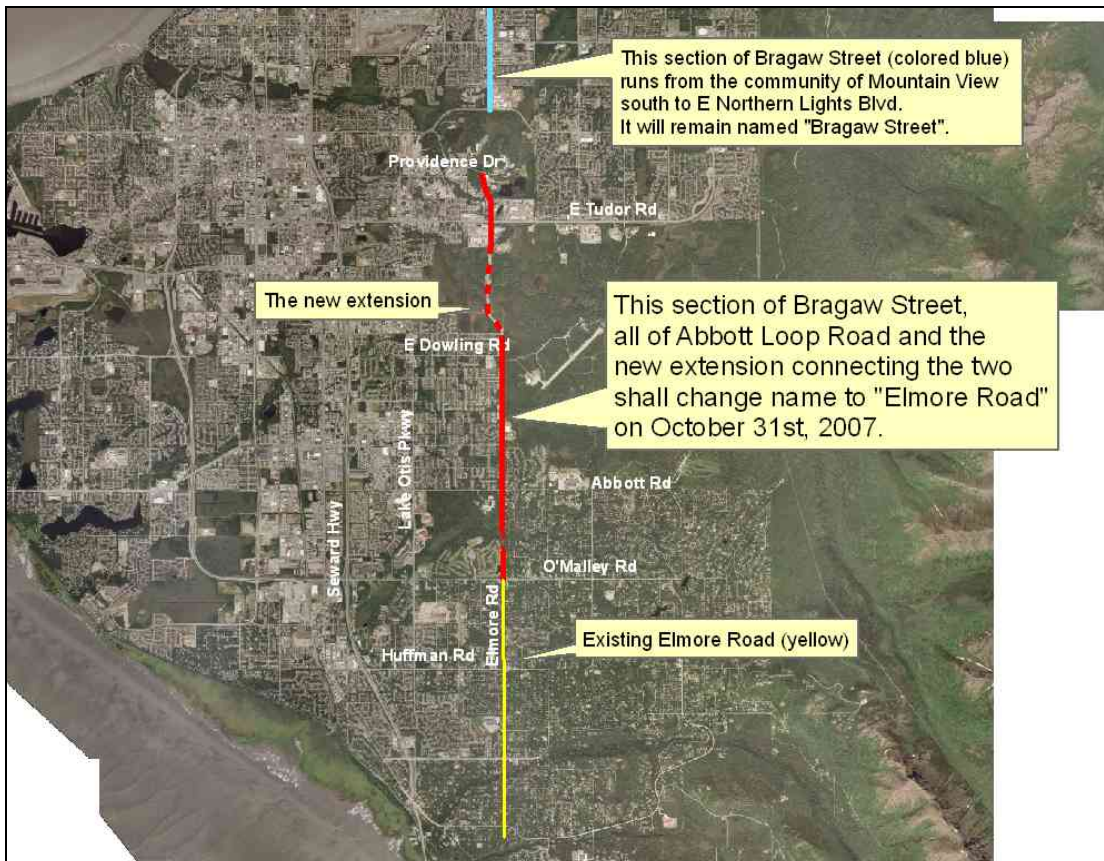 This section of Bragaw Street (colored blue)
runs from the community of Mountain View
south to E Northern Lights Blvd.
It will remain named "Bragaw Street".
Providence Dr
E Tudor Rd
The new extension
This section of Bragaw Street,
all of Abbott Loop Road and the
new extension connecting the two
shall change name to "Elmore Road"
on October 31st, 2007.
E Dowling Rd
Lake Otis Pkwy
Abbott Rd
Seward Hwy
O'Malley Rd
Elmore Rd
Existing Elmore Road (yellow)
Huffman Rd